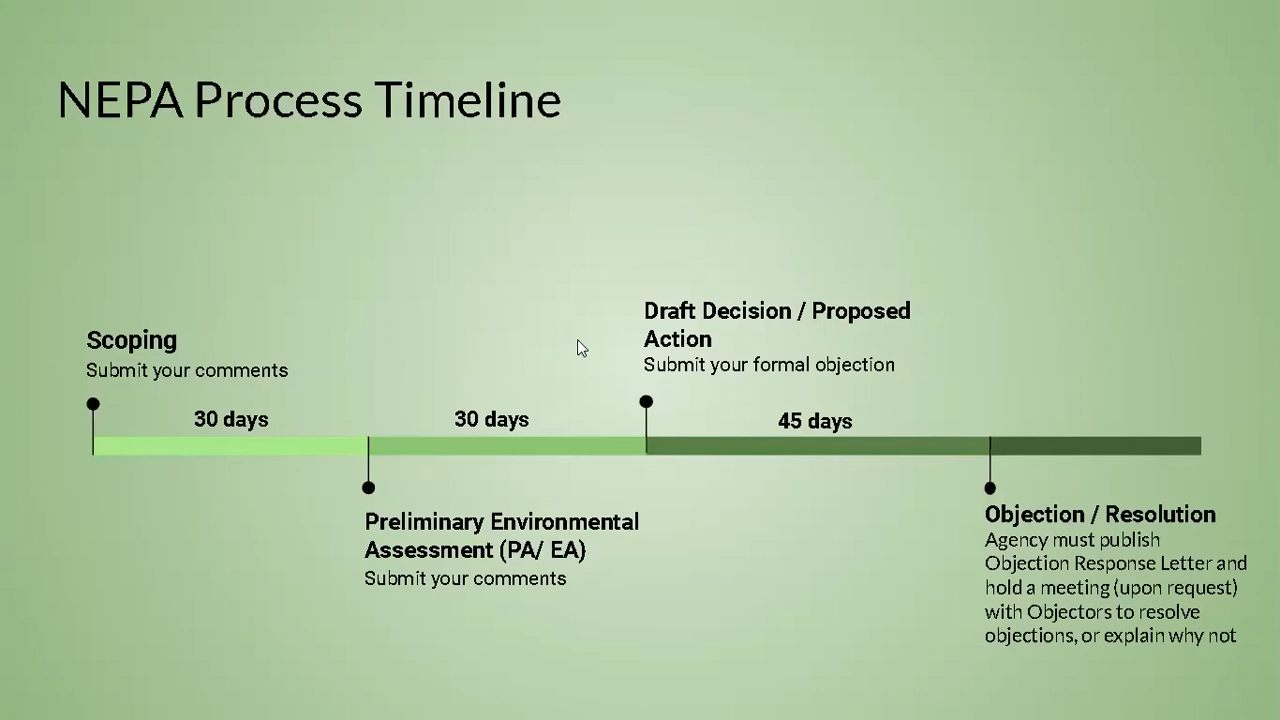 NEPA Process Timeline
Scoping
Submit your comments
30 days
Preliminary Environmental
Assessment (PA/ EA)
Submit your comments
30 days
Draft Decision / Proposed
Action
Submit your formal objection
45 days
Objection / Resolution
Agency must publish
Objection Response Letter and
hold a meeting (upon request)
with Objectors to resolve
objections, or explain why not